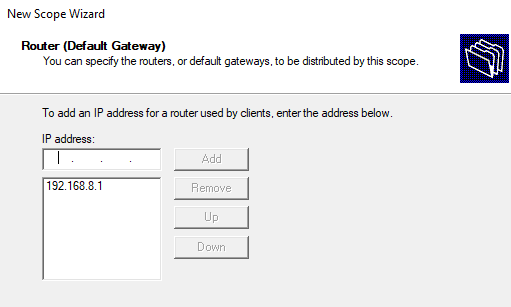 New Scope Wizard
Router (Default Gateway)
You can specify the routers, or default gateways, to be distributed by this scope.
To add an IP address for a router used by clients, enter the address below.
IP address:
. . .
Add
192.168.8.1
Remove
Up
Down